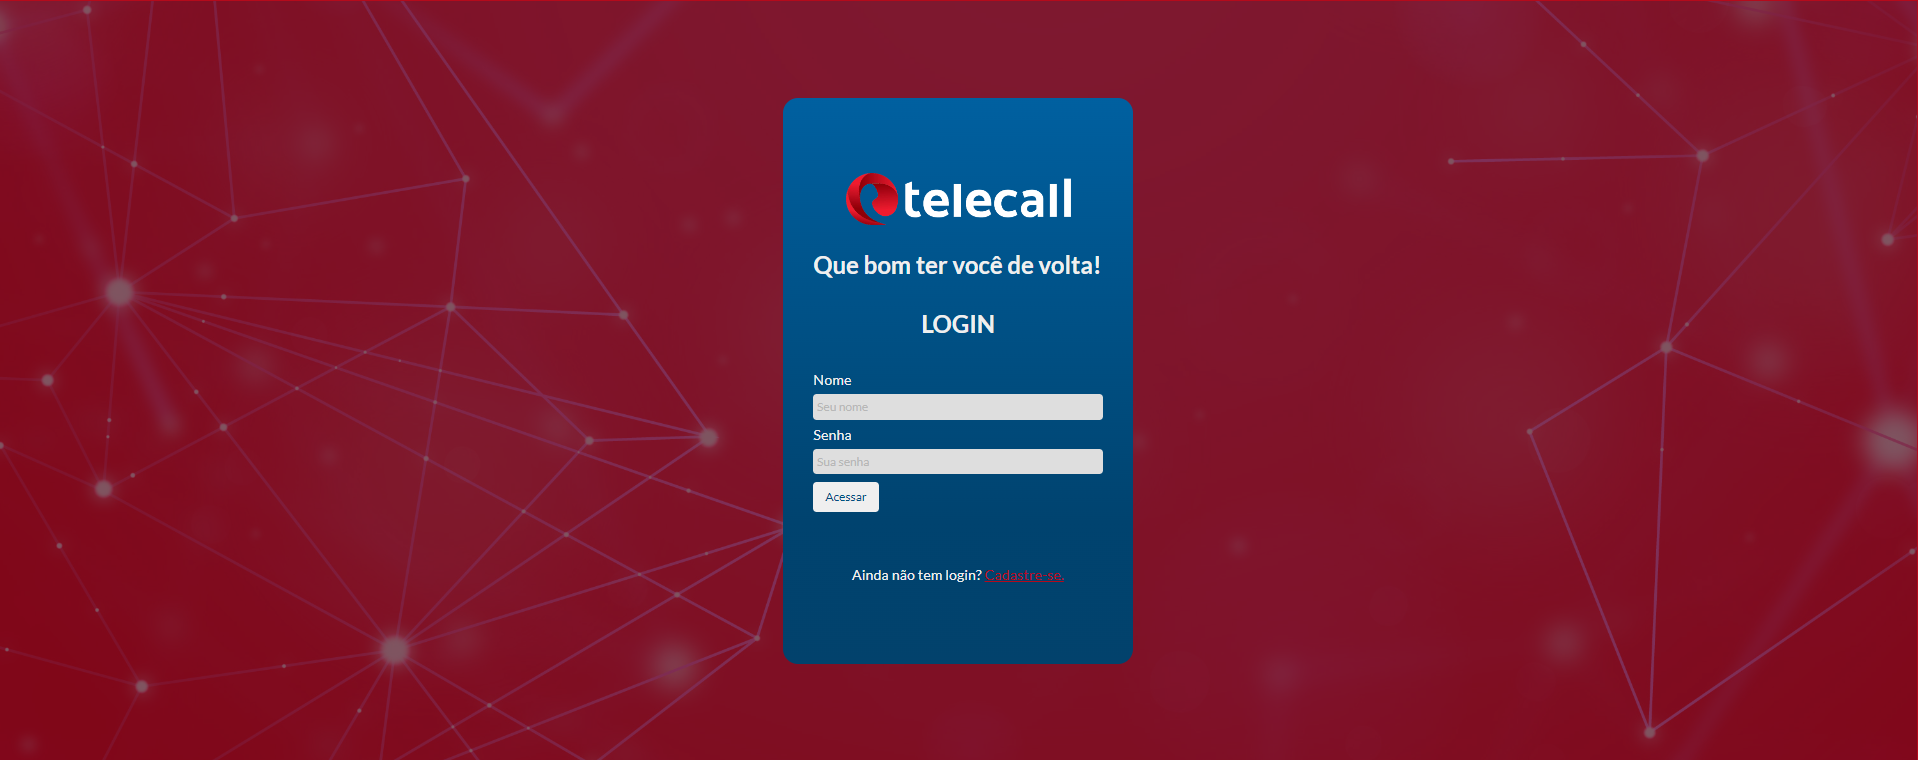 telecall
Que bom ter você de volta!
LOGIN
Nome
Seu nome
Senha
Sua senha
Acessar
Ainda não tem login? Cadastre-se.